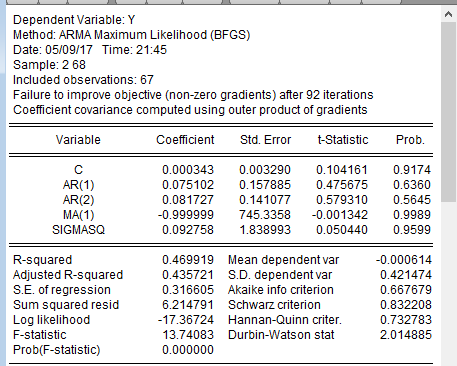 Dependent Variable: Y
Method: ARMA Maximum Likelihood (BFGS)
Date: 05/09/17 Time: 21:45
Sample: 2 68
Included observations: 67
Failure to improve objective (non-zero gradients) after 92 iterations
Coefficient covariance computed using outer product of gradients
Variable Coefficient Std. Error t-Statistic Prob.
C 0.000343 0.003290 0.104161 0.9174
AR(1) 0.075102 0.157885 0.475675 0.6360
AR(2) 0.081727 0.141077 0.579310 0.5645
MA(1) -0.999999 745.3358 -0.001342 0.9989
SIGMASQ 0.092758 1.838993 0.050440 0.9599
R-squared 0.469919 Mean dependent var -0.000614
Adjusted R-squared 0.435721 S.D. dependent var 0.421474
S.E. of regression 0.316605 Akaike info criterion 0.667679
Sum squared resid 6.214791 Schwarz criterion 0.832208
Log likelihood -17.36724 Hannan-Quinn criter. 0.732783
F-statistic 13.74083 Durbin-Watson stat 2.014885
Prob(F-statistic) 0.000000